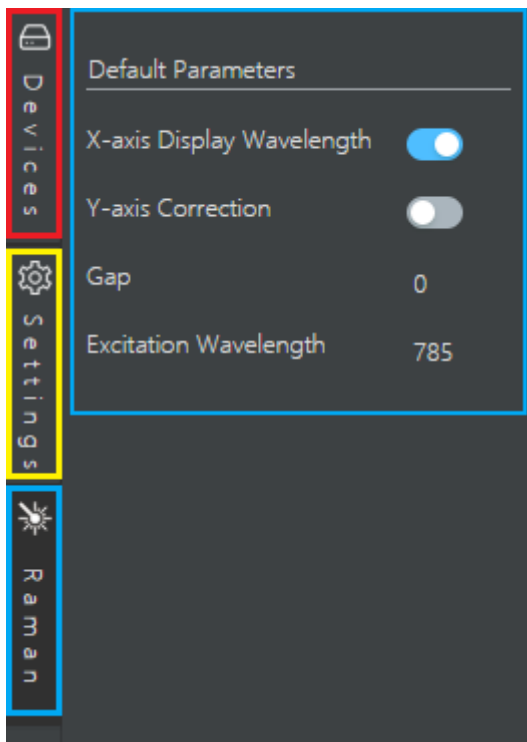 Devices
Settings
Raman
Default Parameters
X-axis Display Wavelength
Y-axis Correction
Gap 0
Excitation Wavelength 785